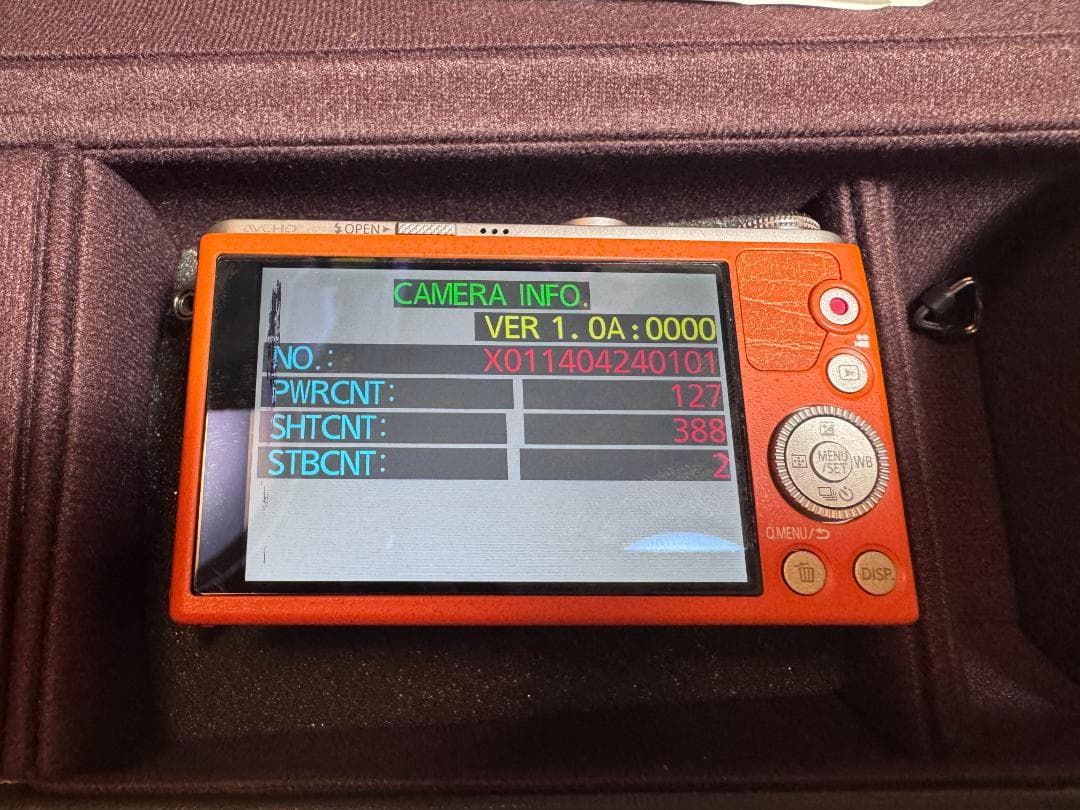 AVCHD
OPEN
CAMERA INFO.
VER 1.0A:0000
NO.: X011404240101
PWRCNT: 127
SHTCNT: 388
STBCNT: 2
MENU
/SET
WB
Q.MENU/
DISP.